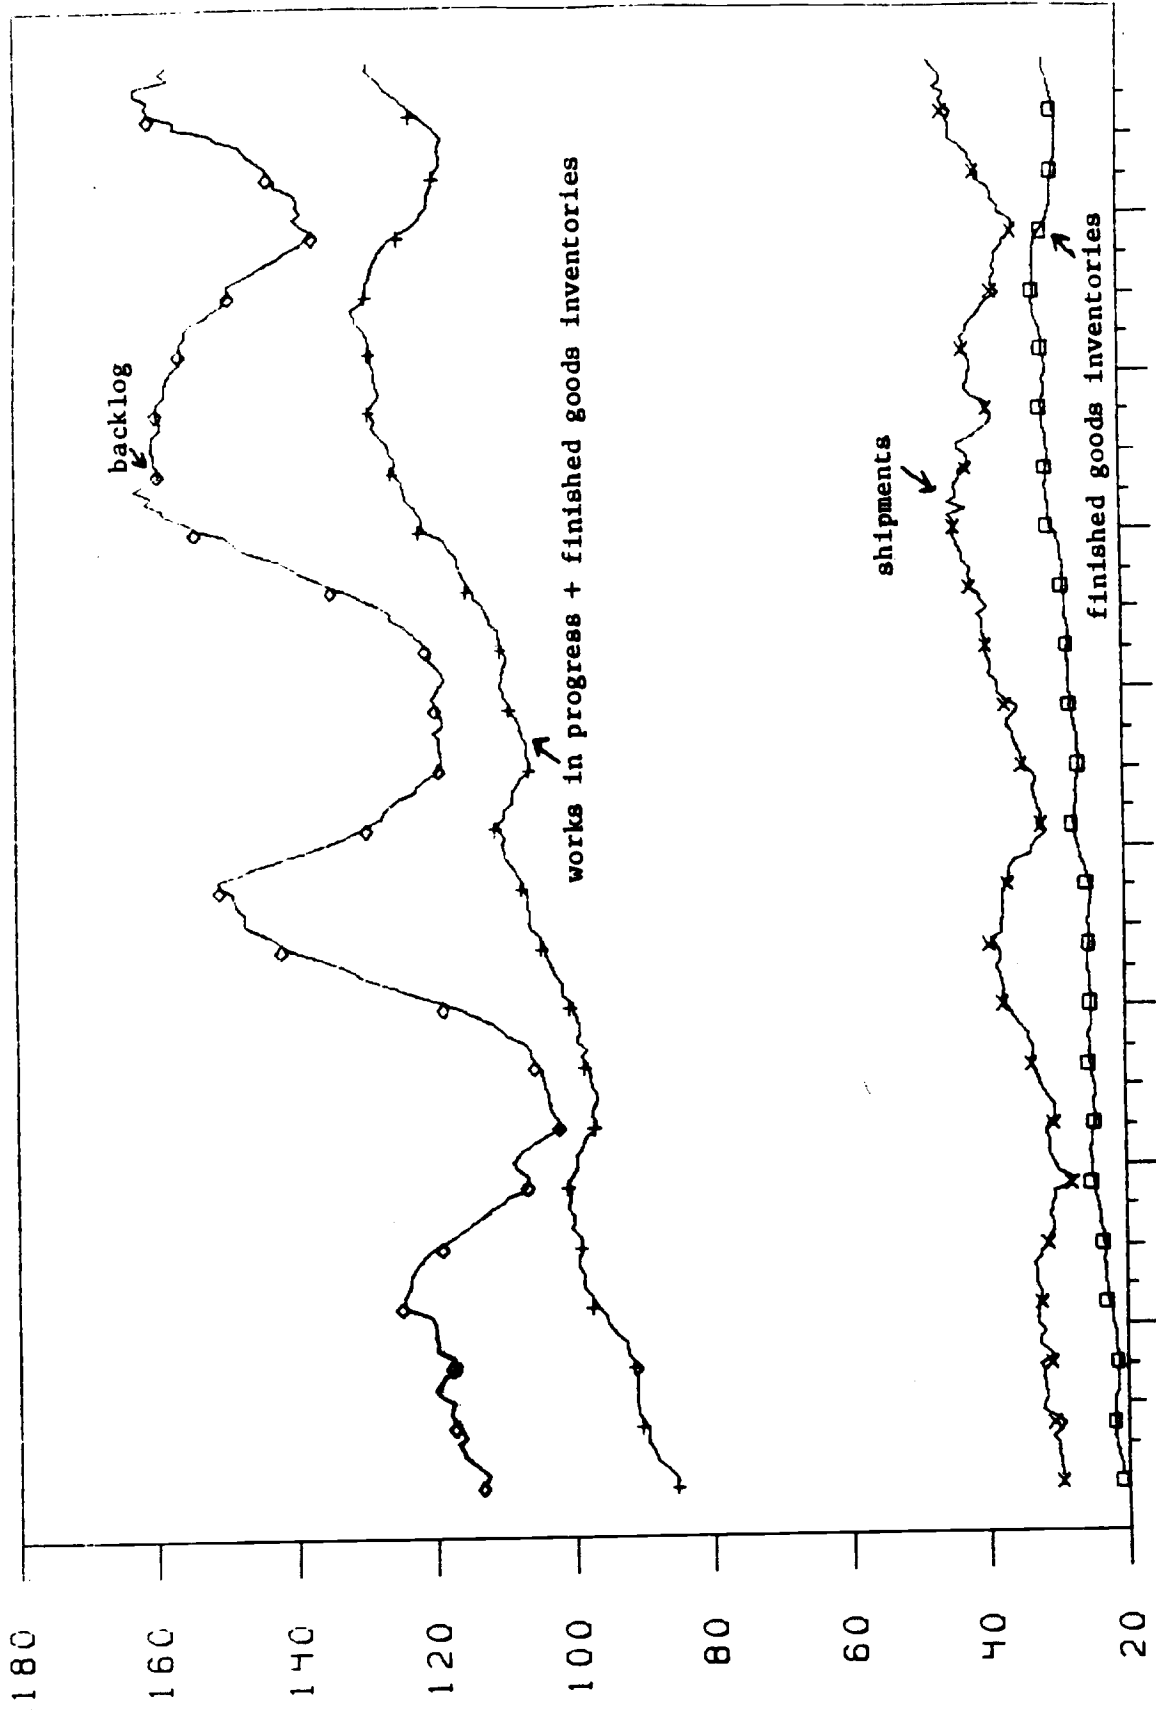 180
160
140
120
100
80
60
40
20
backlog
works in progress + finished goods inventories
shipments
finished goods inventories